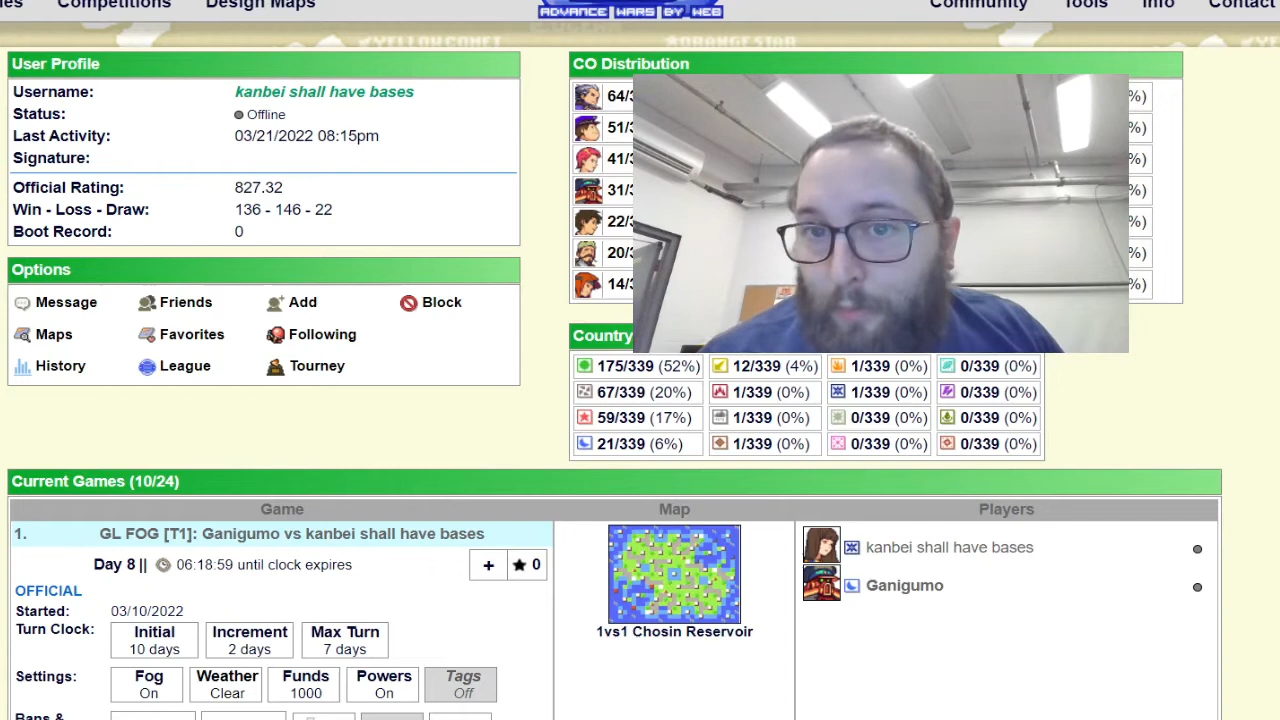 Competitions
Design Maps
ADVANCE WARS BY WEB
Community
Tools
Info
Contact
YELLOW COMET
ORANGE STAR
User Profile
Username: kanbei shall have bases
Status: Offline
Last Activity: 03/21/2022 08:15pm
Signature:
Official Rating: 827.32
Win - Loss - Draw: 136 - 146 - 22
Boot Record: 0
Options
Message Friends Add Block
Maps Favorites Following
History League Tourney
CO Distribution
64/ %)
51/ %)
41/ %)
31/ %)
22/ %)
20/ %)
14/ %)
Country
175/339 (52%) 12/339 (4%) 1/339 (0%) 0/339 (0%)
67/339 (20%) 1/339 (0%) 1/339 (0%) 0/339 (0%)
59/339 (17%) 1/339 (0%) 0/339 (0%) 0/339 (0%)
21/339 (6%) 1/339 (0%) 0/339 (0%) 0/339 (0%)
Current Games (10/24)
Game Map Players
1. GL FOG [T1]: Ganigumo vs kanbei shall have bases
Day 8 || 06:18:59 until clock expires + 0
OFFICIAL
Started: 03/10/2022
Turn Clock:
Initial Increment Max Turn
10 days 2 days 7 days
Settings:
Fog Weather Funds Powers Tags
On Clear 1000 On Off
Bans &
1vs1 Chosin Reservoir
kanbei shall have bases
Ganigumo